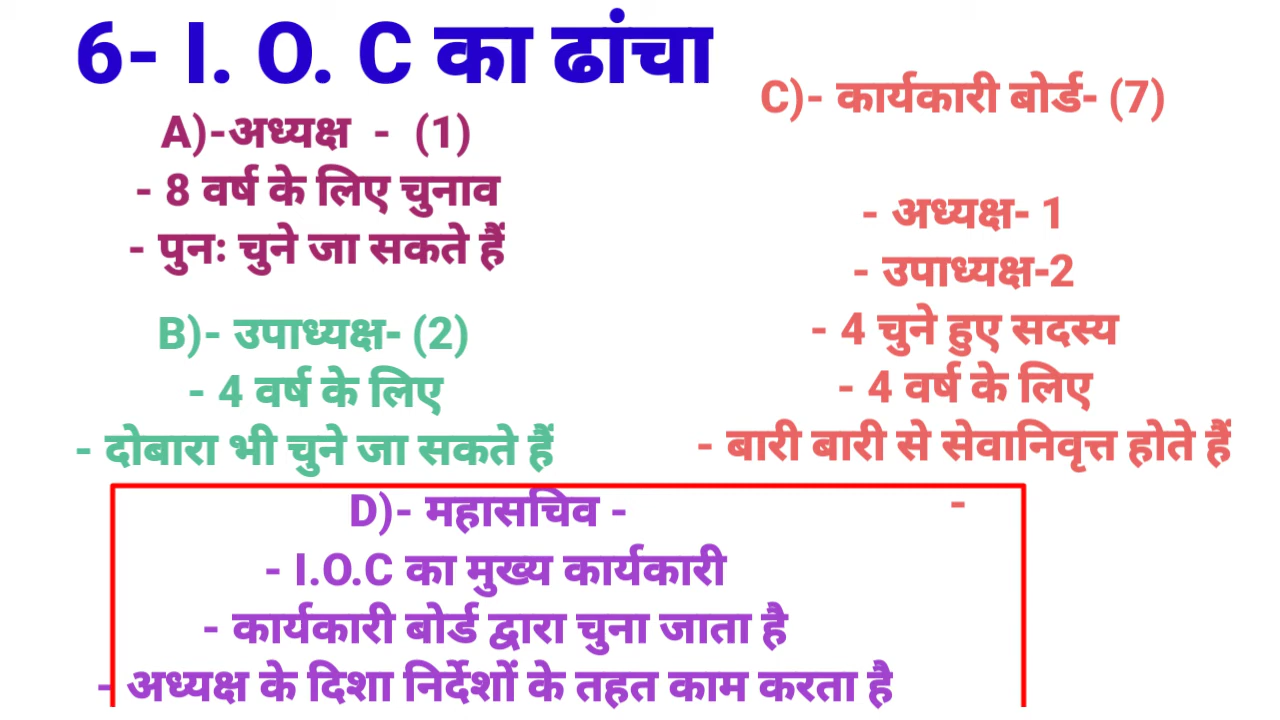 6- I. O. C का ढांचा
A)-अध्यक्ष - (1)
- 8 वर्ष के लिए चुनाव
- पुनः चुने जा सकते हैं
B)- उपाध्यक्ष- (2)
- 4 वर्ष के लिए
- दोबारा भी चुने जा सकते हैं
C)- कार्यकारी बोर्ड- (7)
- अध्यक्ष- 1
- उपाध्यक्ष-2
- 4 चुने हुए सदस्य
- 4 वर्ष के लिए
- बारी बारी से सेवानिवृत्त होते हैं
-
D)- महासचिव -
- I.O.C का मुख्य कार्यकारी
- कार्यकारी बोर्ड द्वारा चुना जाता है
- अध्यक्ष के दिशा निर्देशों के तहत काम करता है